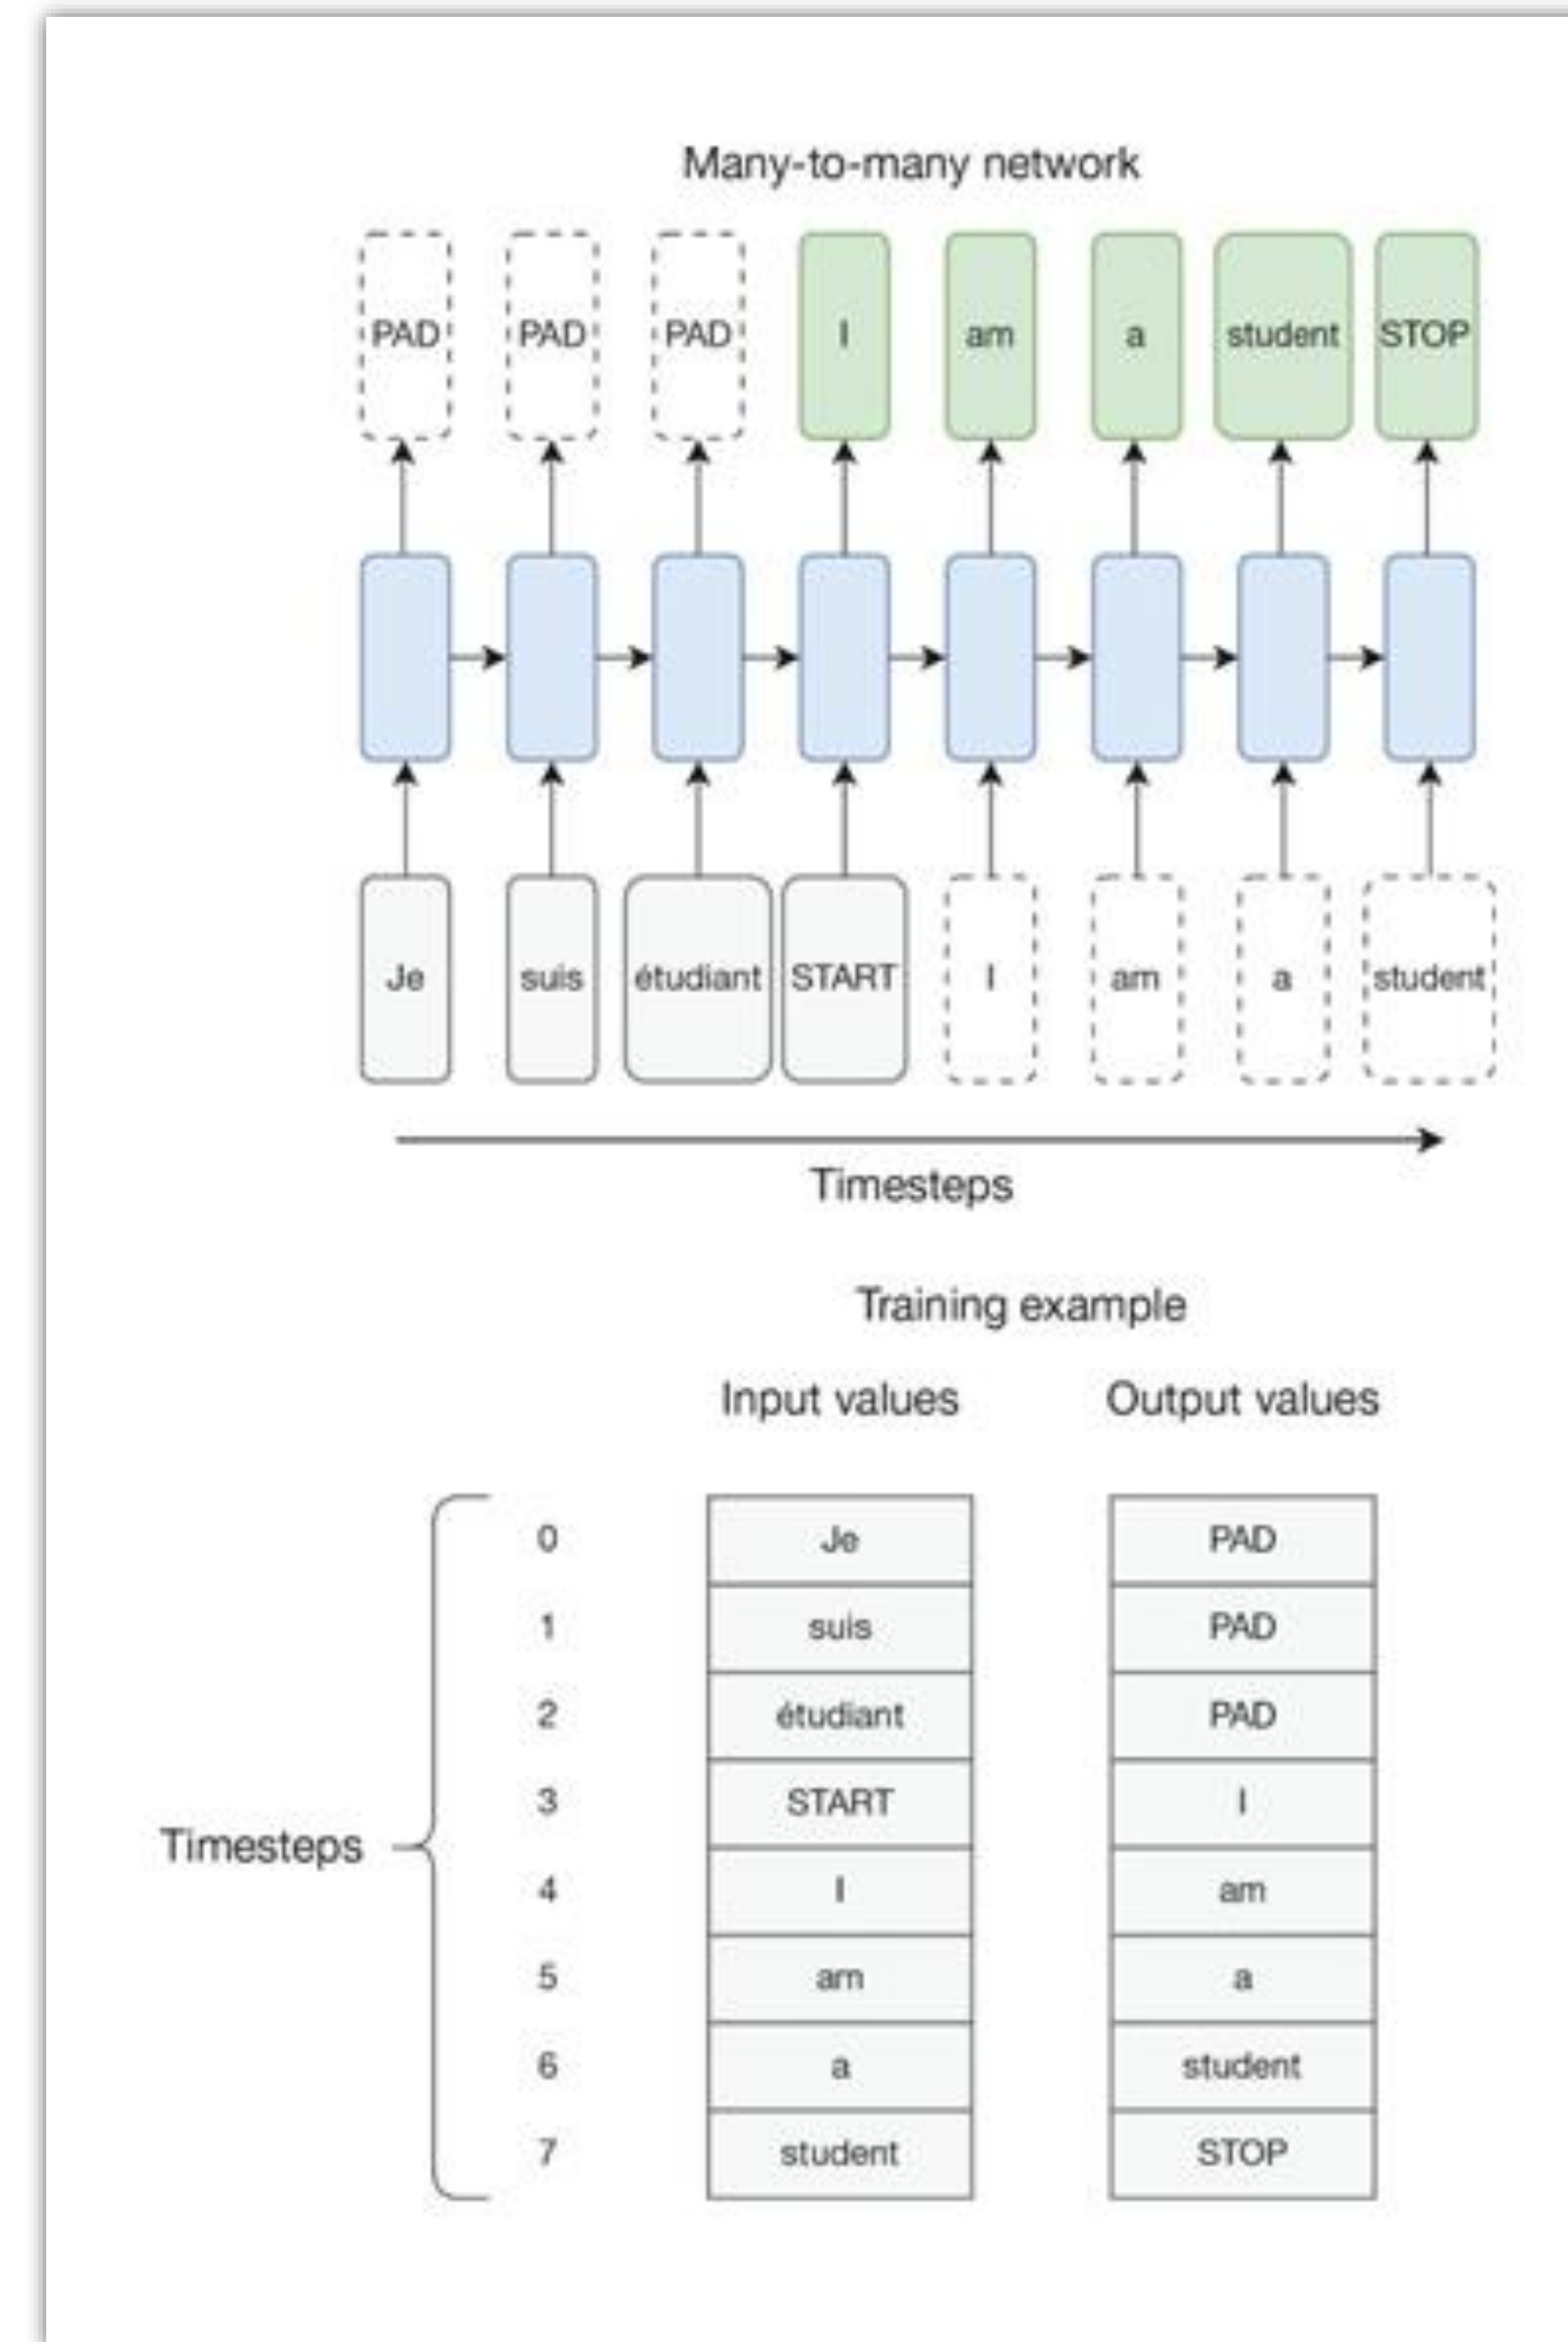 Many-to-many network
PAD PAD PAD I am a student STOP
Je suis étudiant START I am a student
Timesteps
Training example
Input values Output values
0 Je PAD
1 suis PAD
2 étudiant PAD
3 START I
Timesteps
4 I am
5 am a
6 a student
7 student STOP